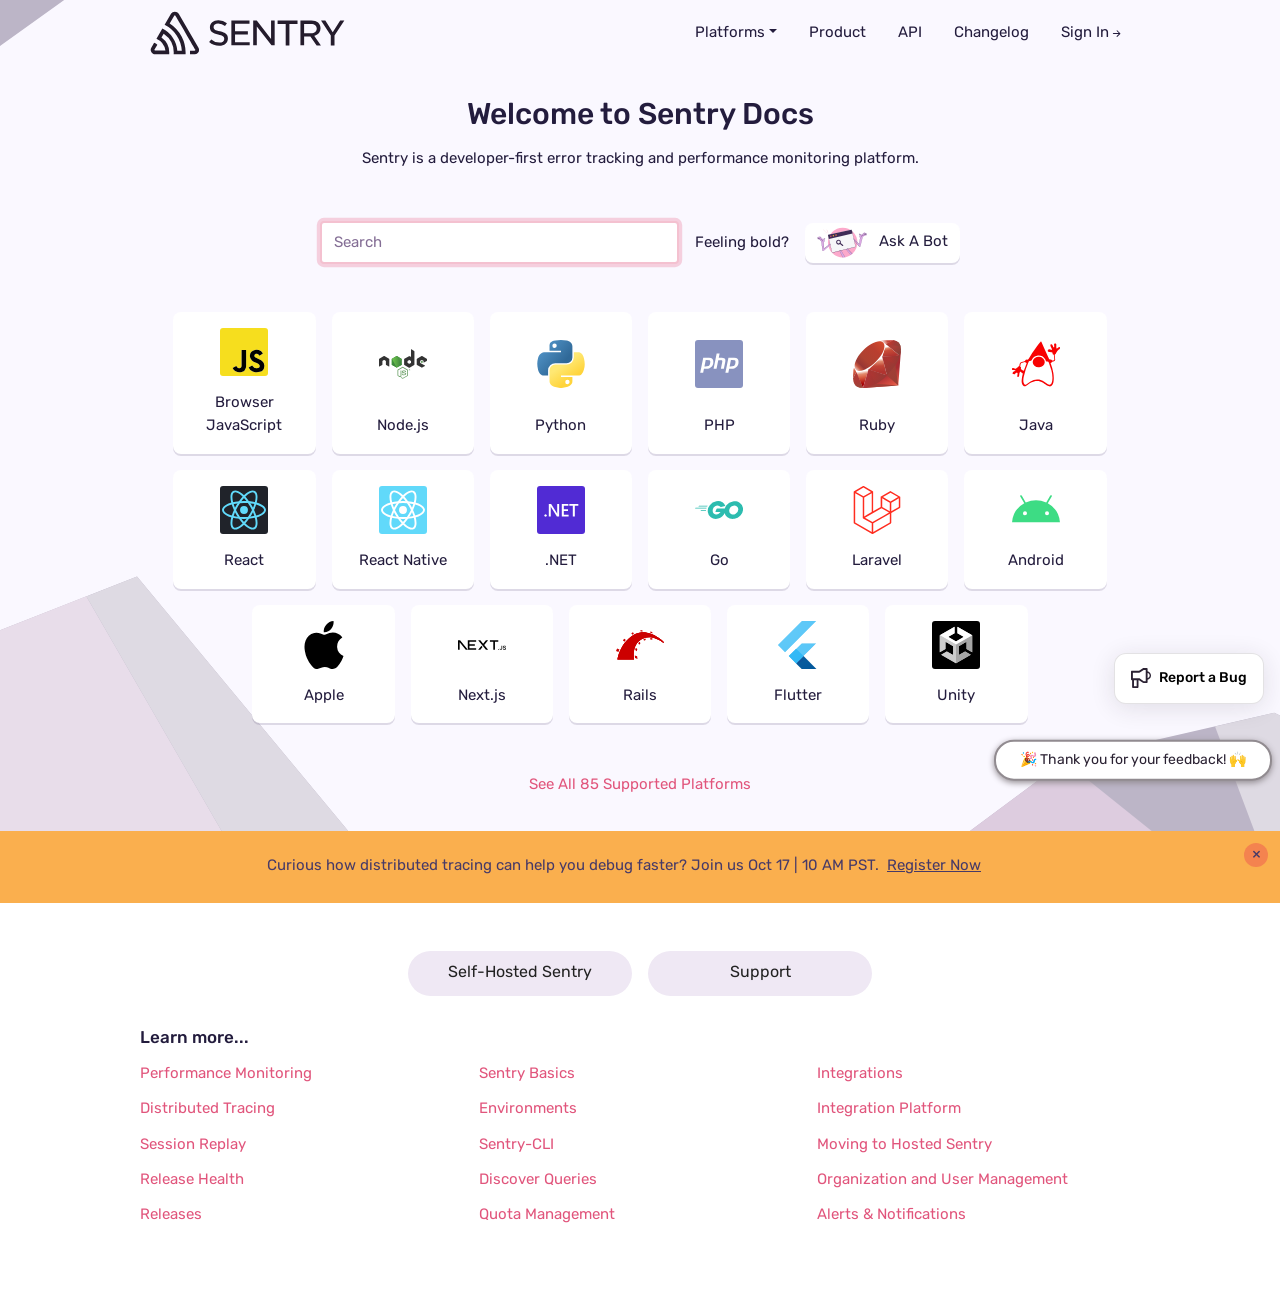 SENTRY
Platforms
Product
API
Changelog
Sign In →
Welcome to Sentry Docs
Sentry is a developer-first error tracking and performance monitoring platform.
Search
Feeling bold?
Ask A Bot
JS
Browser
JavaScript
node
JS
Node.js
Python
php
PHP
Ruby
Java
React
React Native
.NET
.NET
GO
Go
Laravel
Android
Apple
NEXT.JS
Next.js
Rails
Flutter
Unity
Report a Bug
🎉 Thank you for your feedback! 🙌
See All 85 Supported Platforms
Curious how distributed tracing can help you debug faster? Join us Oct 17 | 10 AM PST. Register Now
×
Self-Hosted Sentry
Support
Learn more...
Performance Monitoring
Distributed Tracing
Session Replay
Release Health
Releases
Sentry Basics
Environments
Sentry-CLI
Discover Queries
Quota Management
Integrations
Integration Platform
Moving to Hosted Sentry
Organization and User Management
Alerts & Notifications